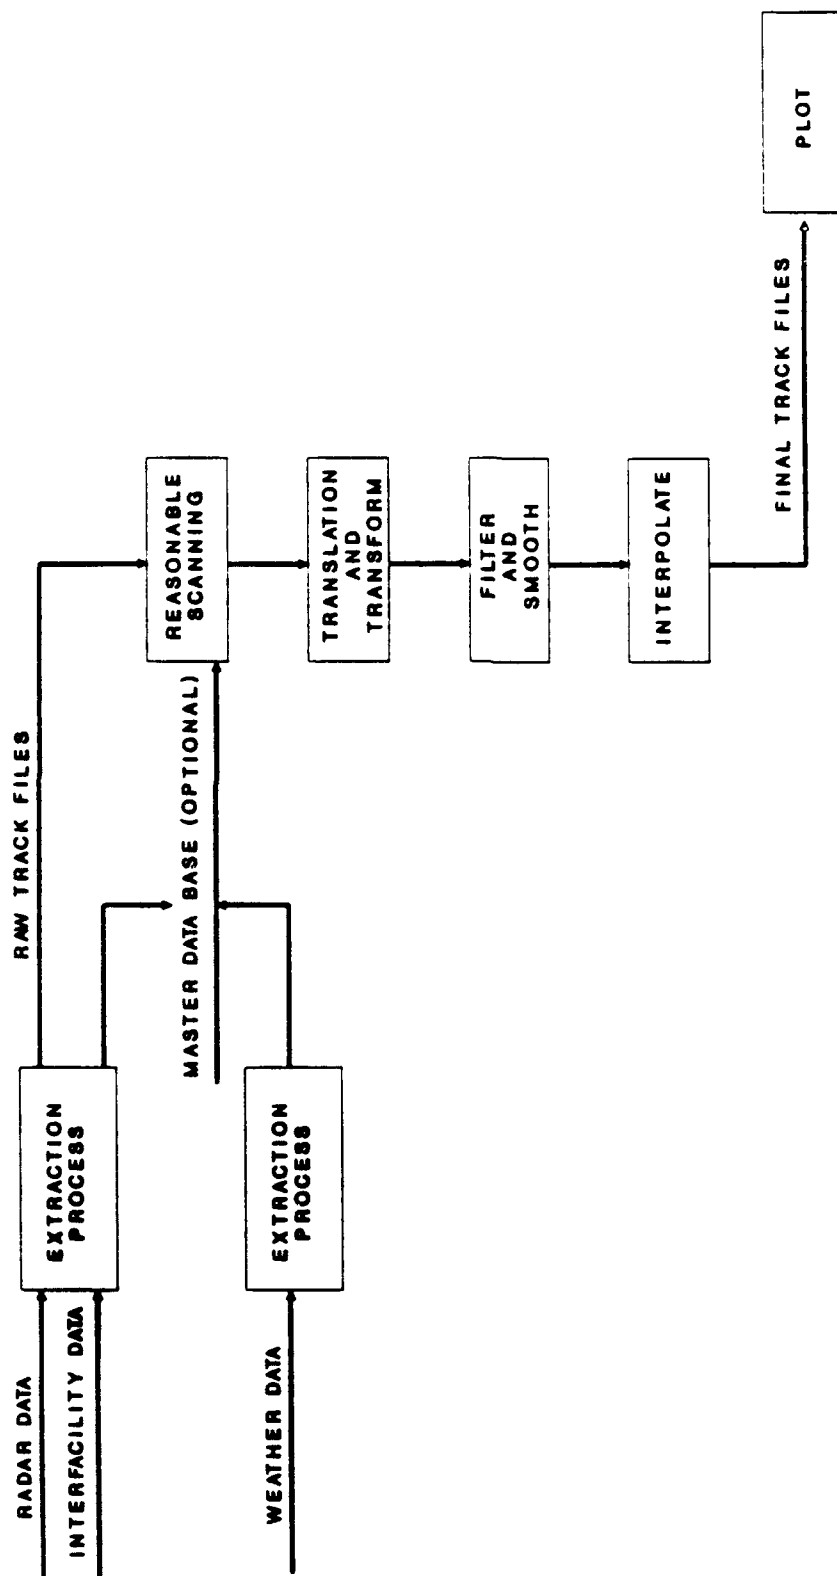 RADAR DATA
INTERFACILITY DATA
EXTRACTION
PROCESS
RAW TRACK FILES
WEATHER DATA
EXTRACTION
PROCESS
MASTER DATA BASE (OPTIONAL)
REASONABLE
SCANNING
TRANSLATION
AND
TRANSFORM
FILTER
AND
SMOOTH
INTERPOLATE
FINAL TRACK FILES
PLOT